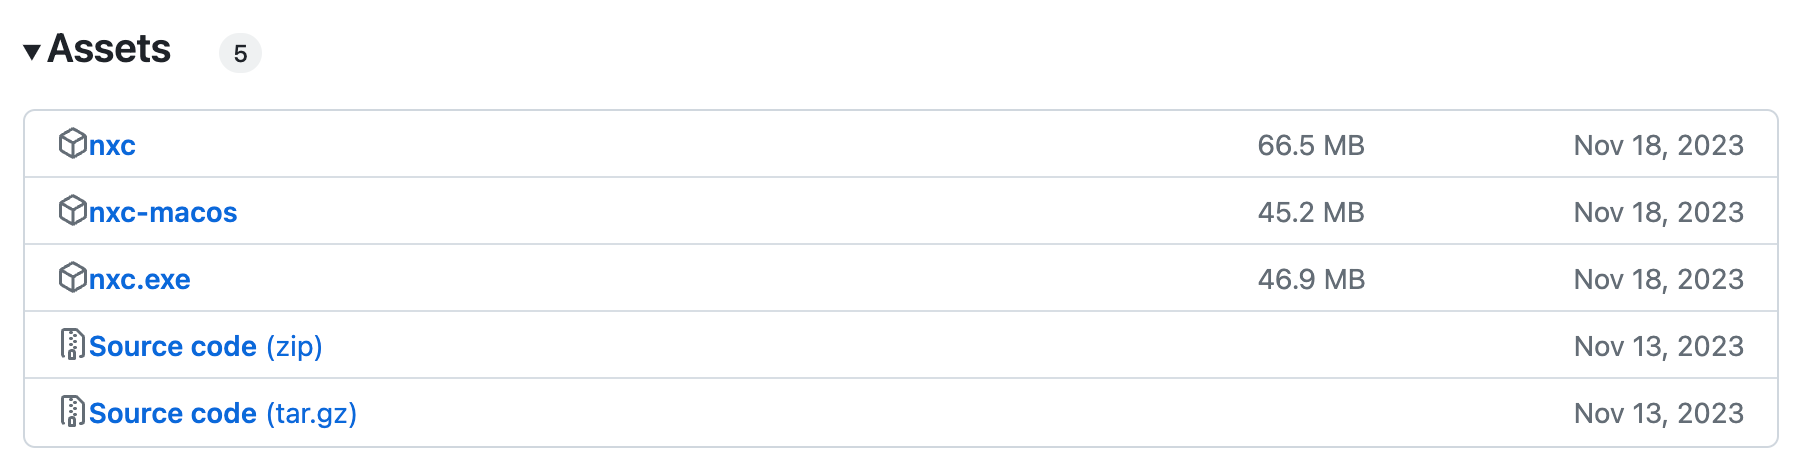 Assets 5
nxc 66.5 MB Nov 18, 2023
nxc-macos 45.2 MB Nov 18, 2023
nxc.exe 46.9 MB Nov 18, 2023
Source code (zip) Nov 13, 2023
Source code (tar.gz) Nov 13, 2023